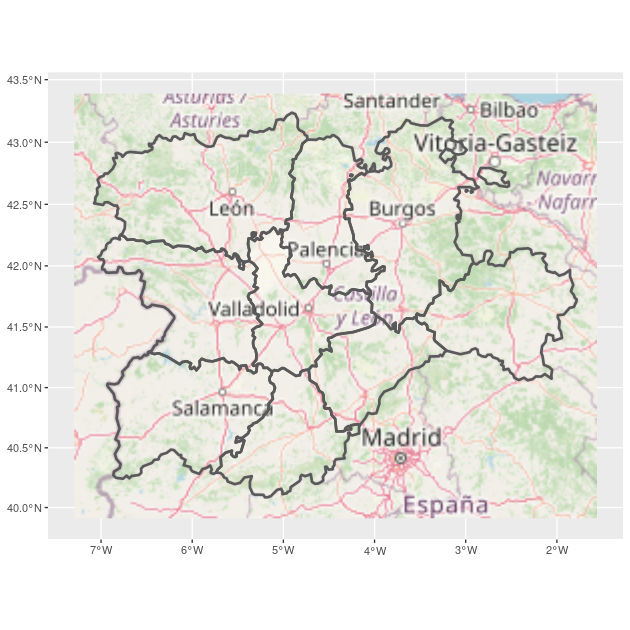 Asturias /
Asturies
Santander
Bilbao
Vitoria-Gasteiz
Navarr
- Nafarr
León
Burgos
Palencia
Castilla
y León
Valladolid
Salamanca
Madrid
España
43.5°N
43.0°N
42.5°N
42.0°N
41.5°N
41.0°N
40.5°N
40.0°N
7°W
6°W
5°W
4°W
3°W
2°W